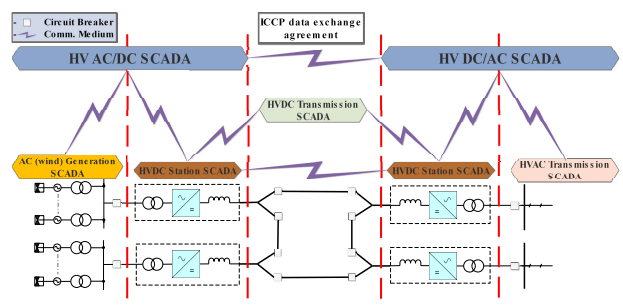 Circuit Breaker
Comm. Medium
ICCP data exchange
agreement
HV AC/DC SCADA
HV DC/AC SCADA
HVDC Transmission
SCADA
AC (wind) Generation
SCADA
HVDC Station SCADA
HVDC Station SCADA
HVAC Transmission
SCADA